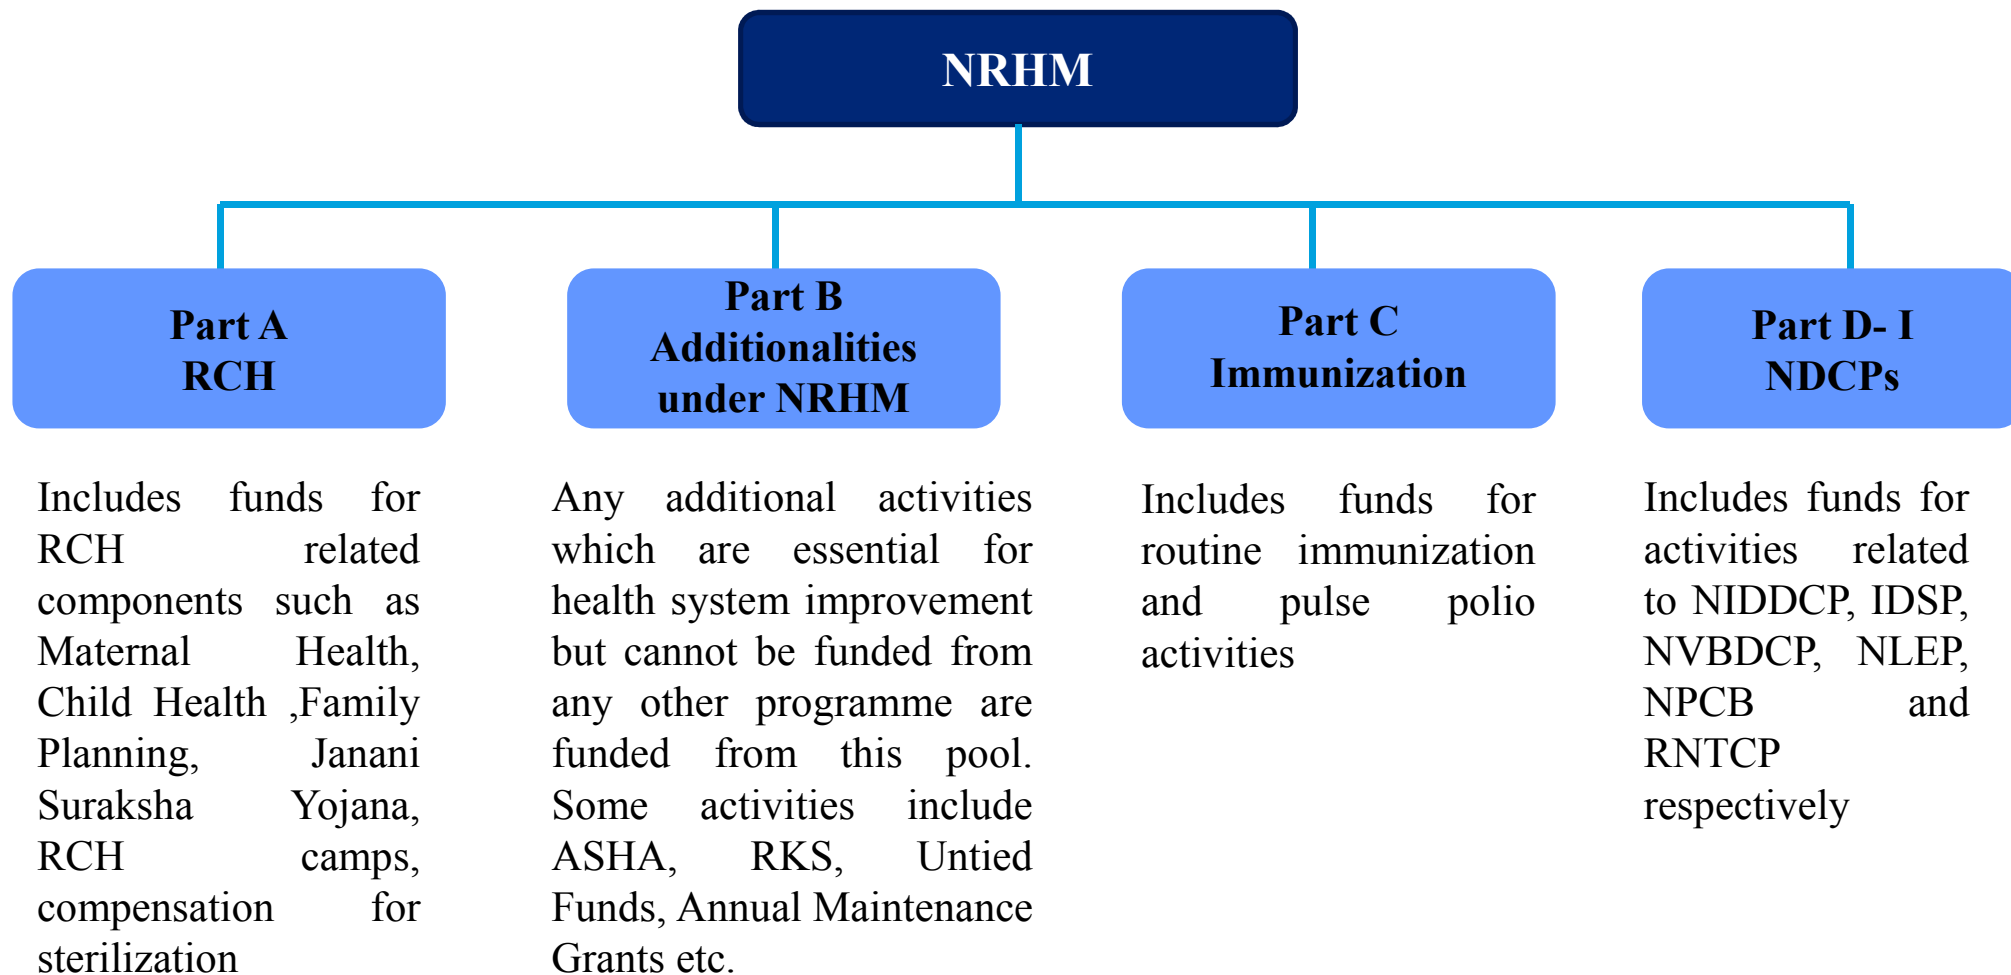 NRHM
Part A
RCH
Part B
Additionalities
under NRHM
Part C
Immunization
Part D- I
NDCPs
Includes funds for
RCH related
components such as
Maternal Health,
Child Health ,Family
Planning, Janani
Suraksha Yojana,
RCH camps,
compensation for
sterilization
Any additional activities
which are essential for
health system improvement
but cannot be funded from
any other programme are
funded from this pool.
Some activities include
ASHA, RKS, Untied
Funds, Annual Maintenance
Grants etc.
Includes funds for
routine immunization
and pulse polio
activities
Includes funds for
activities related
to NIDDCP, IDSP,
NVBDCP, NLEP,
NPCB and
RNTCP
respectively